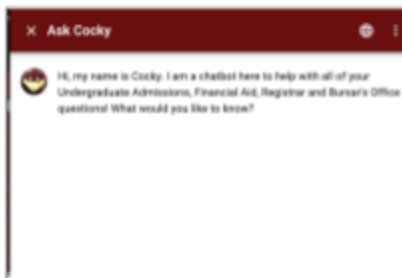 Ask Cocky
Hi, my name is Cocky. I am a chatbot here to help with all of your
Undergraduate Admissions, Financial Aid, Registrar and Bursar's Office
questions! What would you like to know?